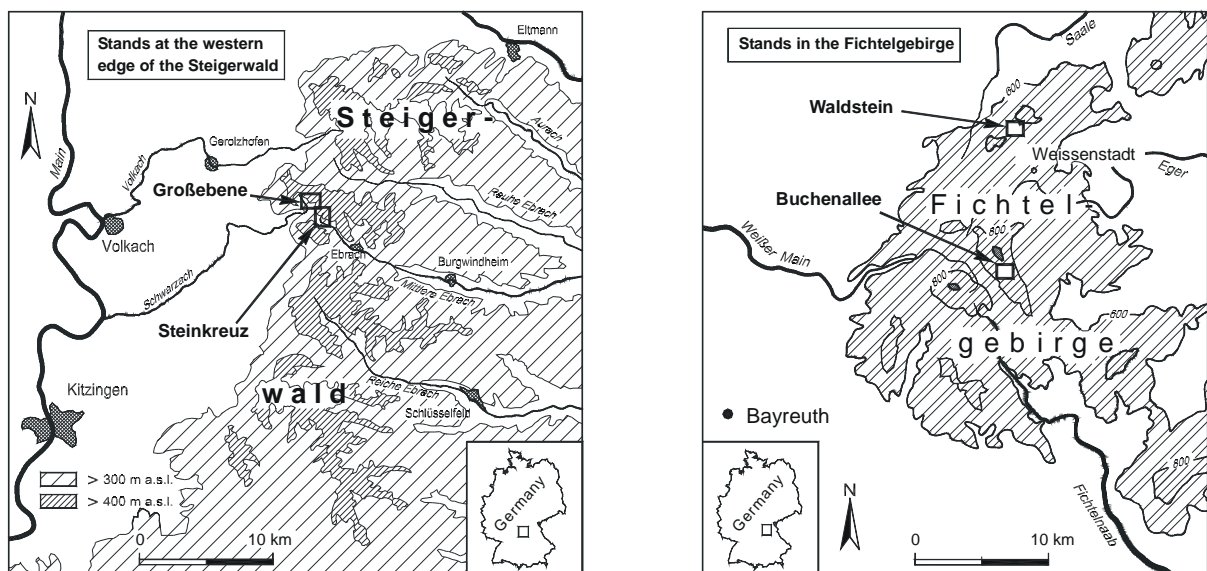 Stands at the western
edge of the Steigerwald
Eltmann
N
Main
Volkach
Gerolzhofen
Steiger-
Aurach
Großebene
Rauhe Ebrach
Volkach
Ebrach
Burgwindheim
Schwarzach
Mittlere Ebrach
Steinkreuz
Kitzingen
wald
Reiche Ebrach
Schlüsselfeld
> 300 m a.s.l.
> 400 m a.s.l.
Germany
0 10 km
Stands in the Fichtelgebirge
Saale
600
Waldstein
800
Weissenstadt
Eger
Buchenallee
Fichtel-
800
Weißer Main
800
600
gebirge
Bayreuth
800
Germany
N
Fichtelnaab
0 10 km